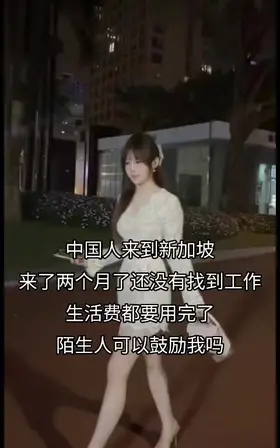 中国人来到新加坡
来了两个月了还没有找到工作
生活费都要用完了
陌生人可以鼓励我吗